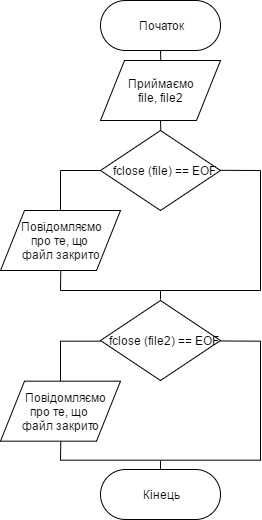 Початок
Приймаємо
file, file2
fclose (file) == EOF
Повідомляємо
про те, що
файл закрито
fclose (file2) == EOF
Повідомляємо
про те, що
файл закрито
Кінець